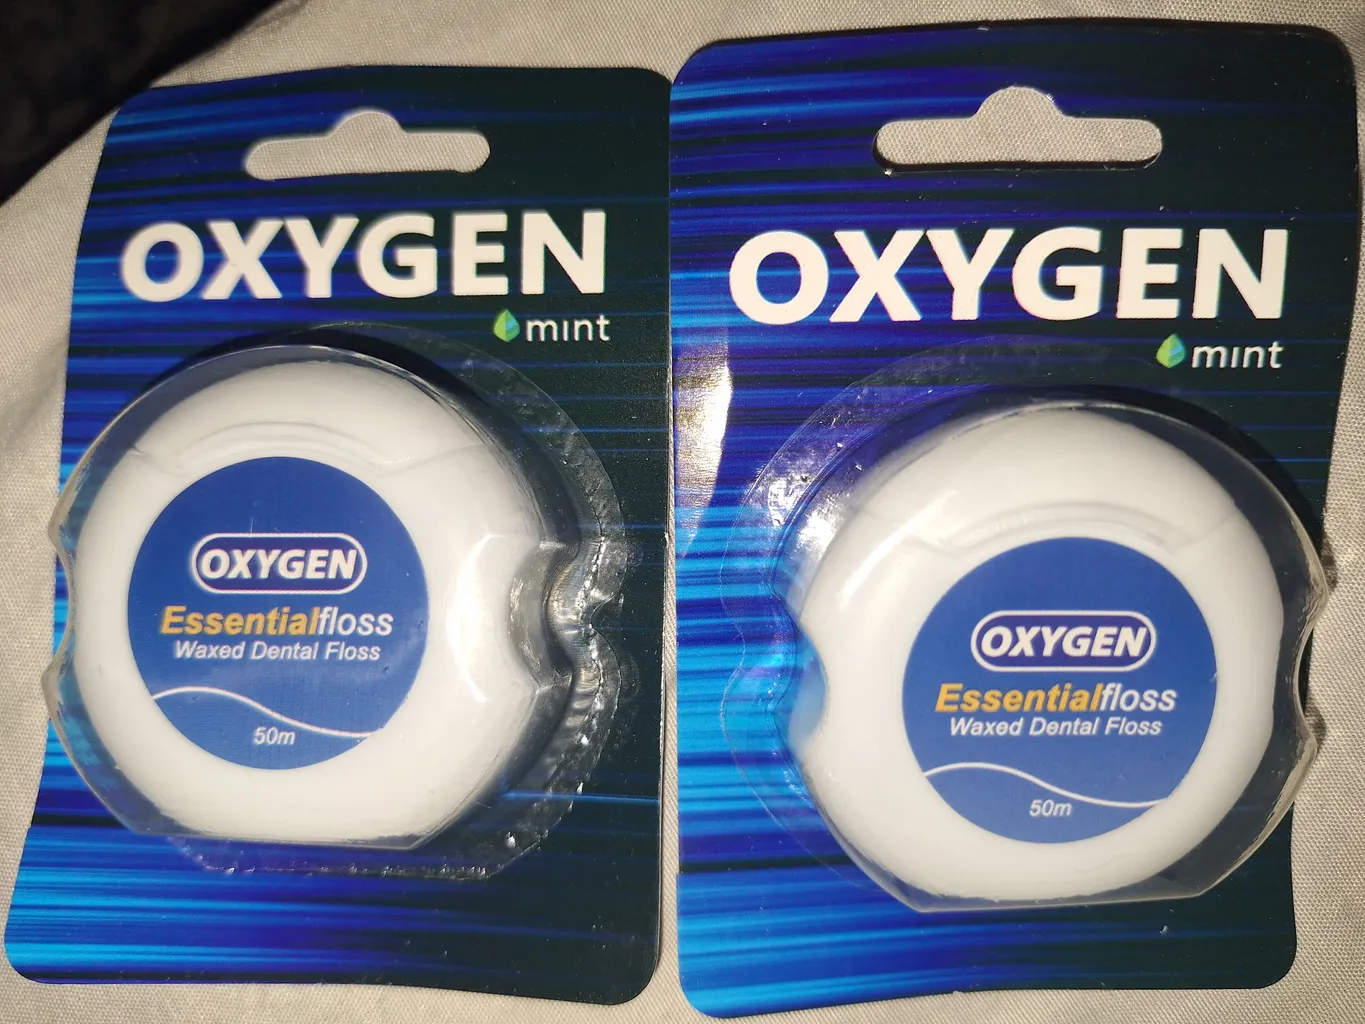 OXYGEN
mint
OXYGEN
Essentialfloss
Waxed Dental Floss
50m
OXYGEN
mint
OXYGEN
Essentialfloss
Waxed Dental Floss
50m